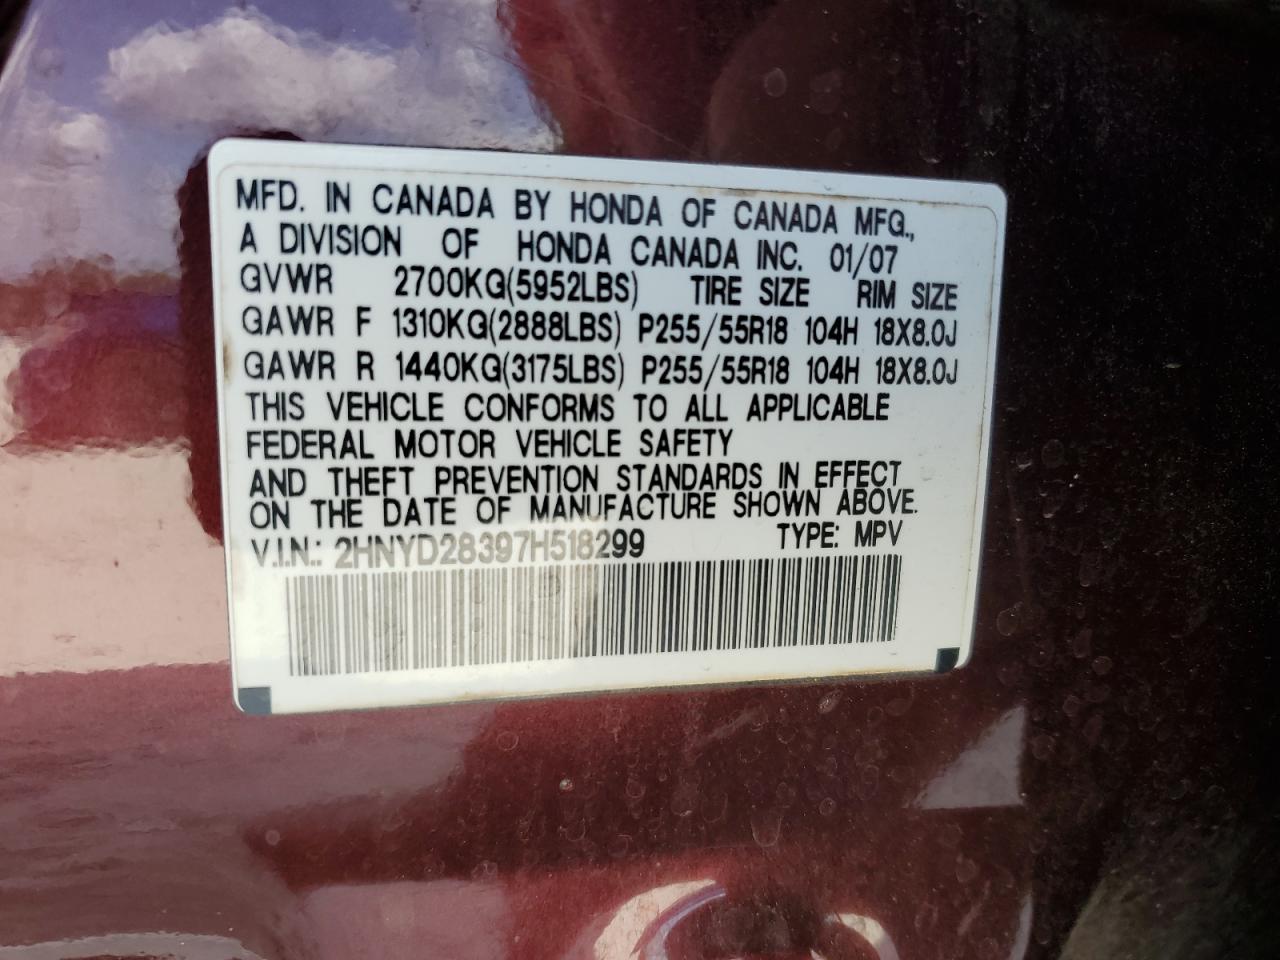 MFD. IN CANADA BY HONDA OF CANADA MFG.,
A DIVISION OF HONDA CANADA INC. 01/07
GVWR 2700KG(5952LBS) TIRE SIZE RIM SIZE
GAWR F 1310KG(2888LBS) P255/55R18 104H 18X8.0J
GAWR R 1440KG(3175LBS) P255/55R18 104H 18X8.0J
THIS VEHICLE CONFORMS TO ALL APPLICABLE
FEDERAL MOTOR VEHICLE SAFETY
AND THEFT PREVENTION STANDARDS IN EFFECT
ON THE DATE OF MANUFACTURE SHOWN ABOVE.
V.I.N.: 2HNYD28397H518299 TYPE: MPV